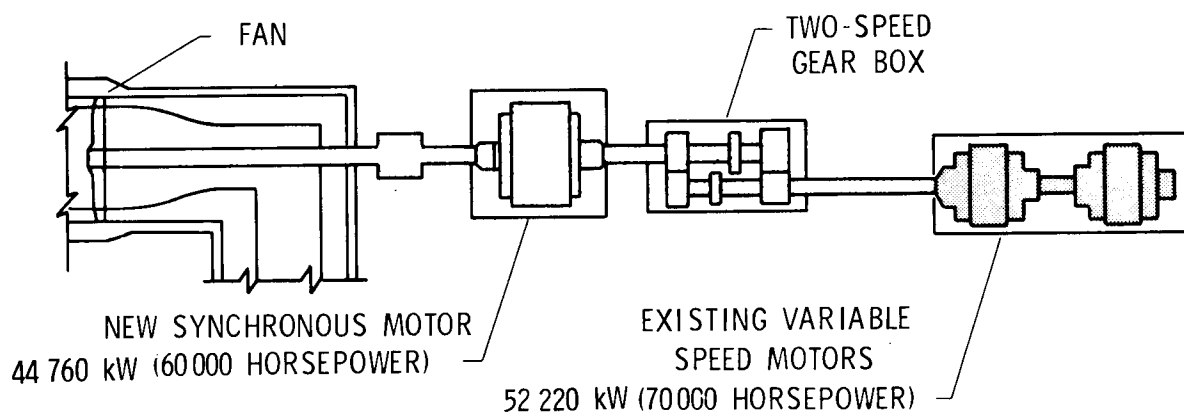 FAN
TWO-SPEED
GEAR BOX
NEW SYNCHRONOUS MOTOR
44 760 kW (60 000 HORSEPOWER)
EXISTING VARIABLE
SPEED MOTORS
52 220 kW (70 000 HORSEPOWER)